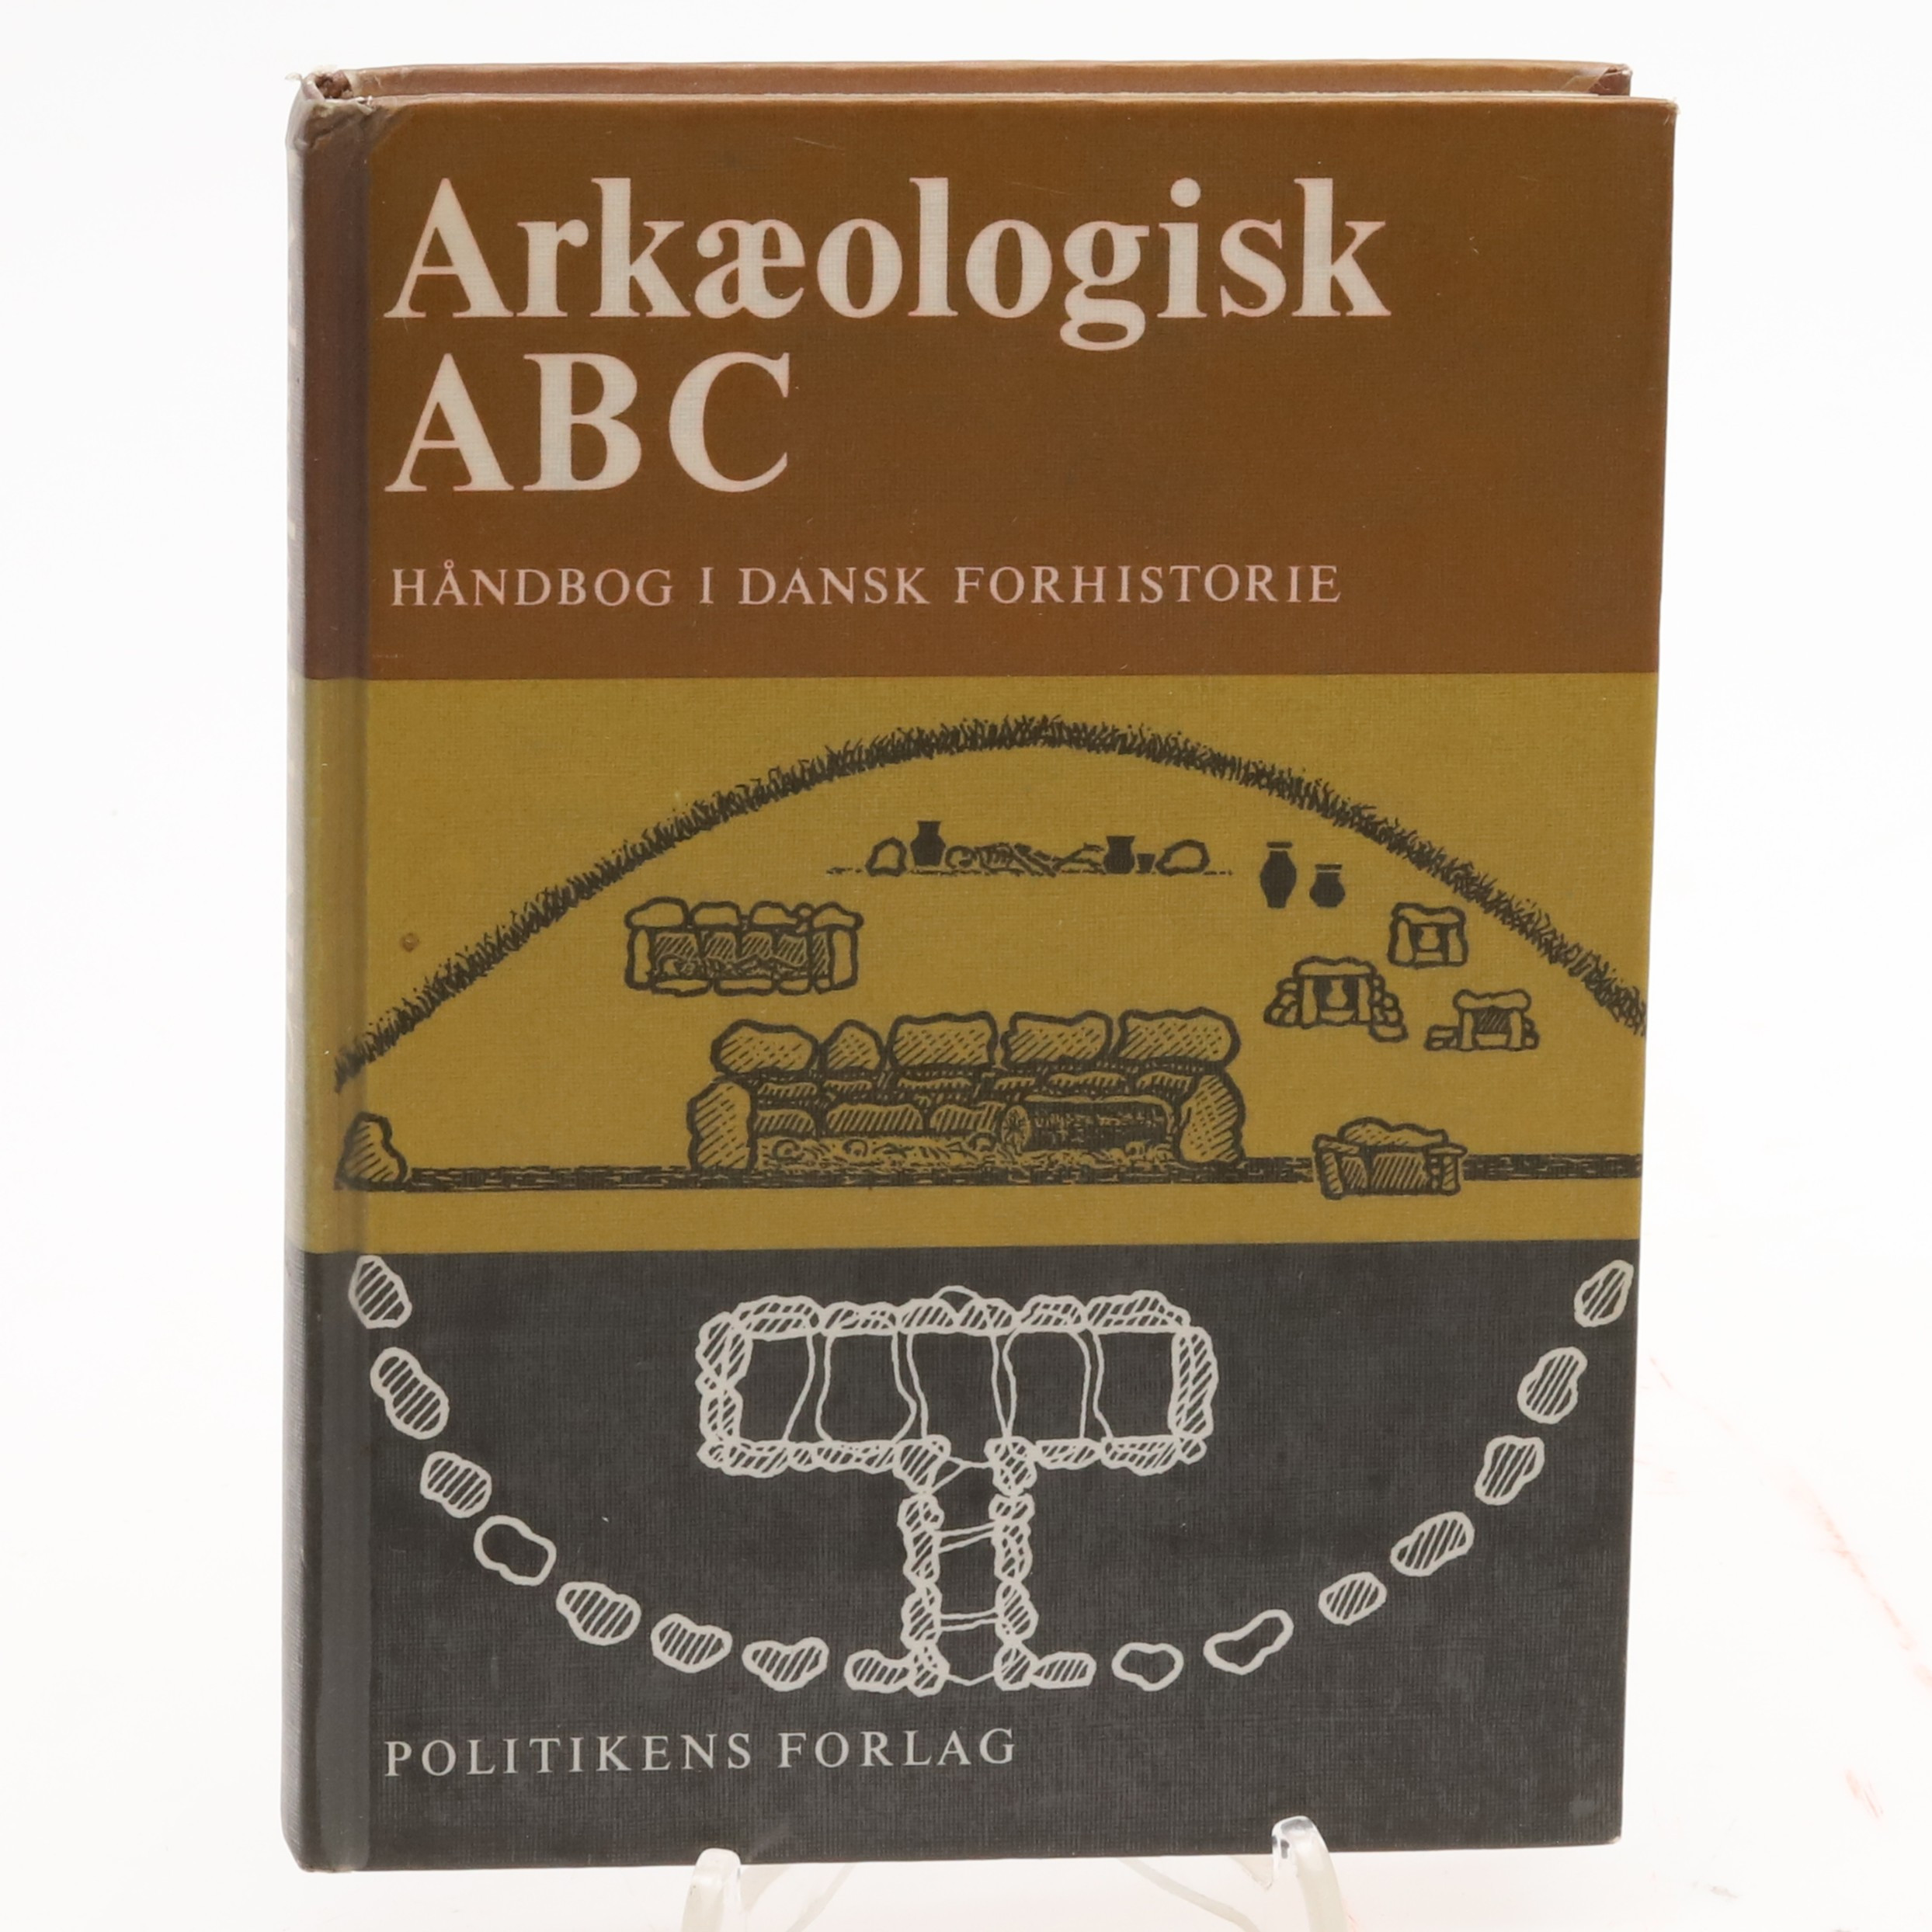 Arkæologisk
ABC
HÅNDBOG I DANSK FORHISTORIE
POLITIKENS FORLAG